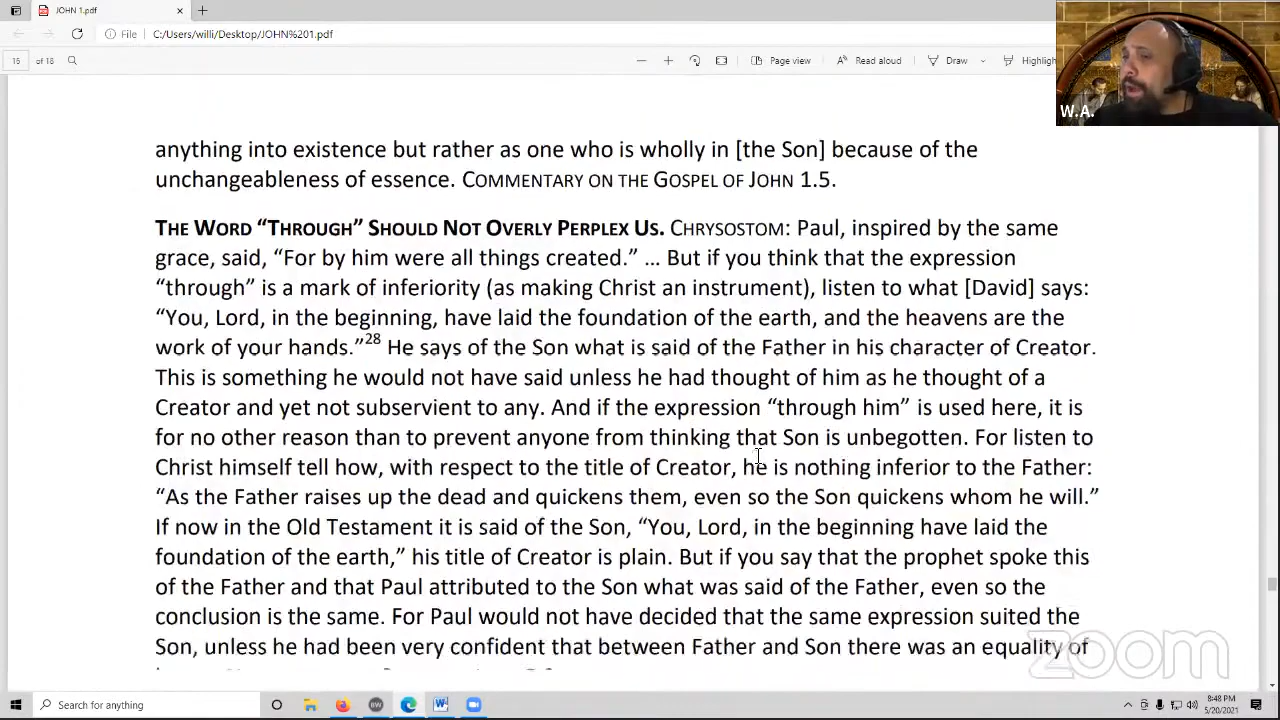 JOHN 1.pdf
File C:/Users/willi/Desktop/JOHN%201.pdf
15 of 18 Page view Read aloud Draw Highligh
W.A.
anything into existence but rather as one who is wholly in [the Son] because of the
unchangeableness of essence. COMMENTARY ON THE GOSPEL OF JOHN 1.5.
THE WORD “THROUGH” SHOULD NOT OVERLY PERPLEX US. CHRYSOSTOM: Paul, inspired by the same
grace, said, “For by him were all things created.” … But if you think that the expression
“through” is a mark of inferiority (as making Christ an instrument), listen to what [David] says:
“You, Lord, in the beginning, have laid the foundation of the earth, and the heavens are the
work of your hands.”28 He says of the Son what is said of the Father in his character of Creator.
This is something he would not have said unless he had thought of him as he thought of a
Creator and yet not subservient to any. And if the expression “through him” is used here, it is
for no other reason than to prevent anyone from thinking that Son is unbegotten. For listen to
Christ himself tell how, with respect to the title of Creator, he is nothing inferior to the Father:
“As the Father raises up the dead and quickens them, even so the Son quickens whom he will.”
If now in the Old Testament it is said of the Son, “You, Lord, in the beginning have laid the
foundation of the earth,” his title of Creator is plain. But if you say that the prophet spoke this
of the Father and that Paul attributed to the Son what was said of the Father, even so the
conclusion is the same. For Paul would not have decided that the same expression suited the
Son, unless he had been very confident that between Father and Son there was an equality of
zoom
Search for anything
8:48 PM
5/20/2021